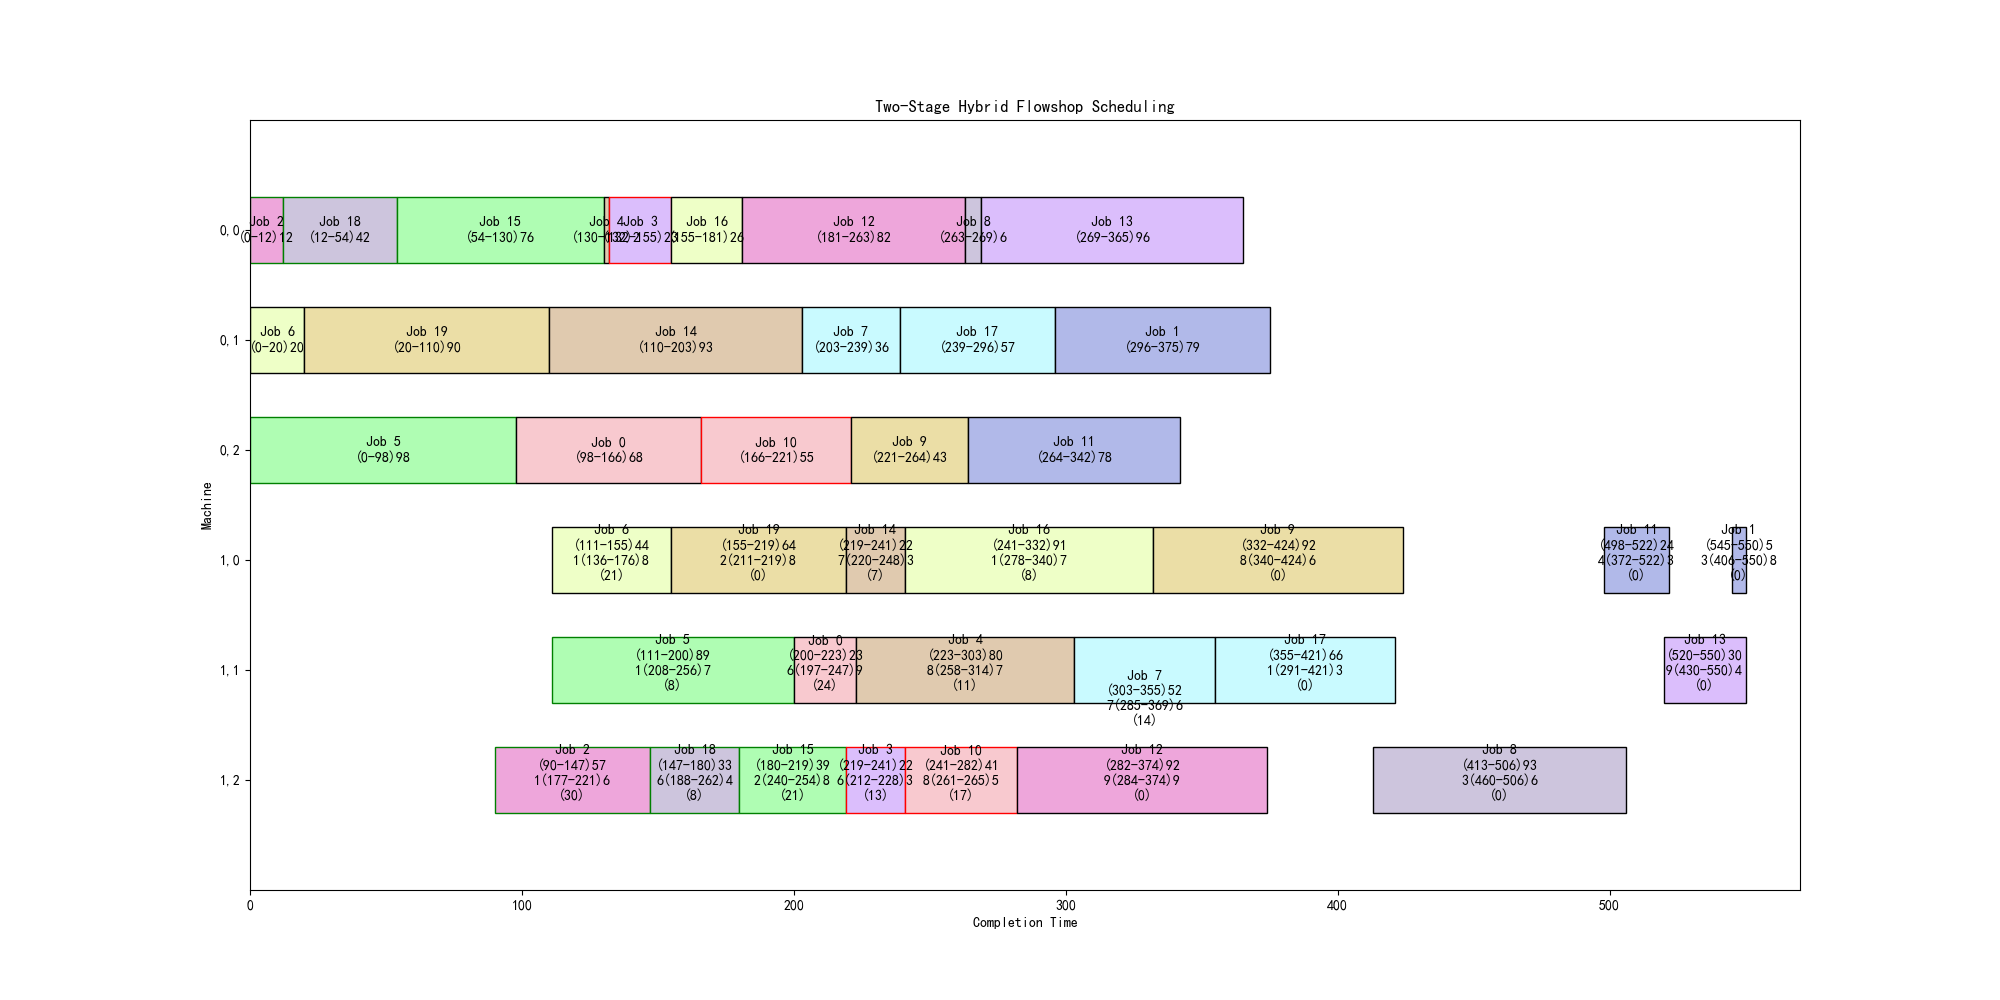 Two-Stage Hybrid Flowshop Scheduling
Machine
0,0
Job 2
(0-12)12
Job 18
(12-54)42
Job 15
(54-130)76
Job 4
(130-132)2
Job 3
(132-155)23
Job 16
(155-181)26
Job 12
(181-263)82
Job 8
(263-269)6
Job 13
(269-365)96
0,1
Job 6
(0-20)20
Job 19
(20-110)90
Job 14
(110-203)93
Job 7
(203-239)36
Job 17
(239-296)57
Job 1
(296-375)79
0,2
Job 5
(0-98)98
Job 0
(98-166)68
Job 10
(166-221)55
Job 9
(221-264)43
Job 11
(264-342)78
1,0
Job 6
(111-155)44
1(136-176)8
(21)
Job 19
(155-219)64
2(211-219)8
(0)
Job 14
(219-241)22
7(220-248)3
(7)
Job 16
(241-332)91
1(278-340)7
(8)
Job 9
(332-424)92
8(340-424)6
(0)
Job 11
(498-522)24
4(372-522)3
(0)
Job 1
(545-550)5
3(406-550)8
(0)
1,1
Job 5
(111-200)89
1(208-256)7
(8)
Job 0
(200-223)23
6(197-247)9
(24)
Job 4
(223-303)80
8(258-314)7
(11)
Job 7
(303-355)52
7(285-369)6
(14)
Job 17
(355-421)66
1(291-421)3
(0)
Job 13
(520-550)30
9(430-550)4
(0)
1,2
Job 2
(90-147)57
1(177-221)6
(30)
Job 18
(147-180)33
6(188-262)4
(8)
Job 15
(180-219)39
2(240-254)8
(21)
Job 3
(219-241)22
6(212-228)3
(13)
Job 10
(241-282)41
8(261-265)5
(17)
Job 12
(282-374)92
9(284-374)9
(0)
Job 8
(413-506)93
3(460-506)6
(0)
0
100
200
300
400
500
Completion Time